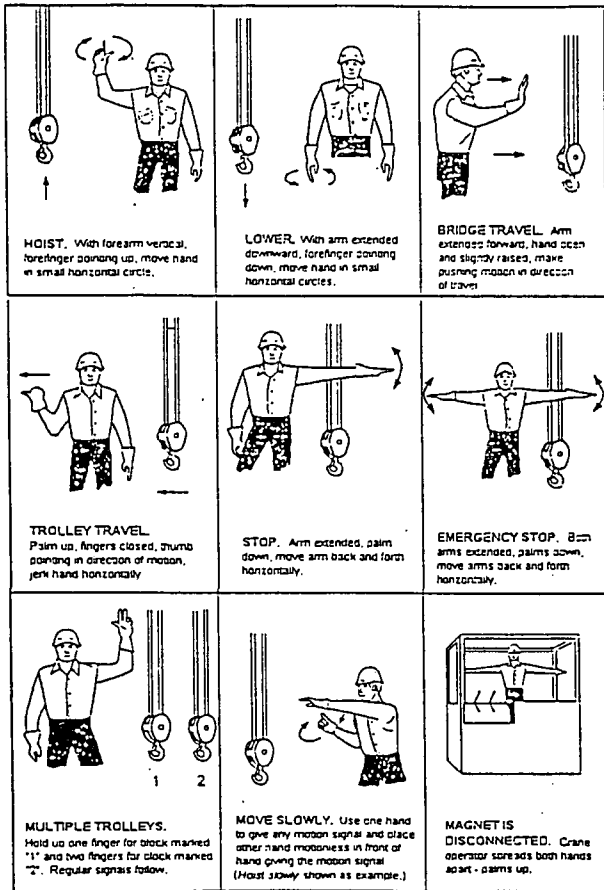 HOIST. With forearm vertical,
forefinger pointing up, move hand
in small horizontal circle.
LOWER. With arm extended
downward, forefinger pointing
down, move hand in small
horizontal circles.
BRIDGE TRAVEL. Arm
extended forward, hand open
and slightly raised, make
pushing motion in direction
of travel
TROLLEY TRAVEL
Palm up, fingers closed, thumb
pointing in direction of motion,
jerk hand horizontally
STOP. Arm extended, palm
down, move arm back and forth
horizontally.
EMERGENCY STOP. Both
arms extended, palms down,
move arms back and forth
horizontally.
1 2
MULTIPLE TROLLEYS.
Hold up one finger for block marked
"1" and two fingers for block marked
"2". Regular signals follow.
MOVE SLOWLY. Use one hand
to give any motion signal and place
other hand motionless in front of
hand giving the motion signal
(Hoist slowly shown as example.)
MAGNET IS
DISCONNECTED. Crane
operator spreads both hands
apart - palms up.